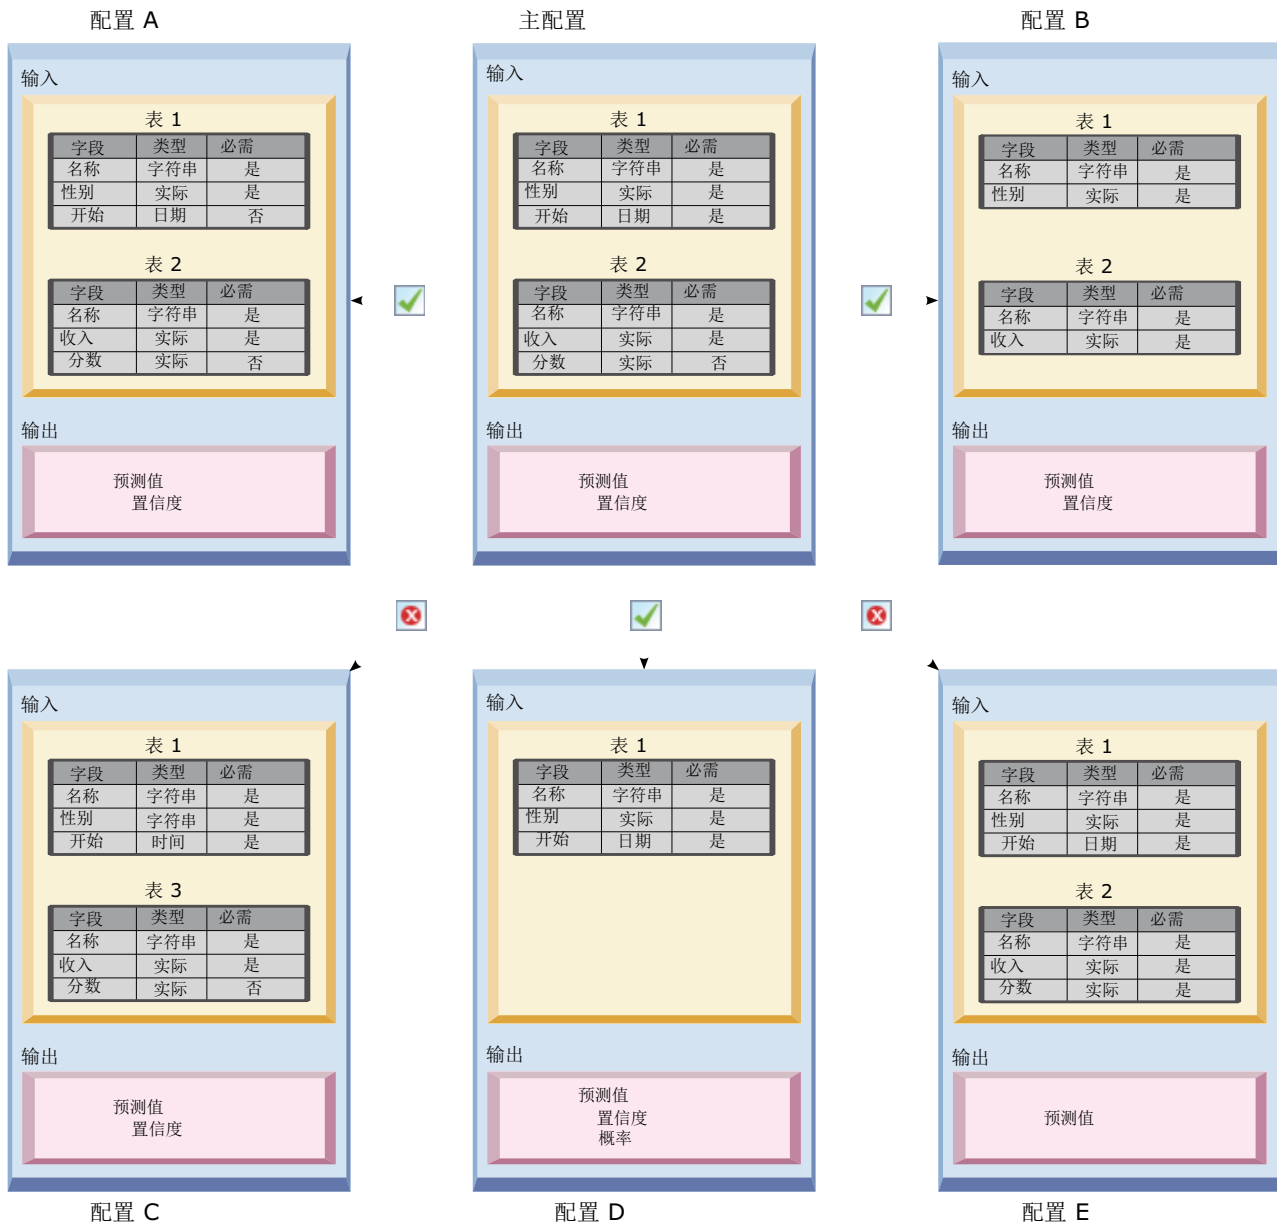 配置 A
主配置
配置 B
输入
表 1
字段 类型 必需
名称 字符串 是
性别 实际 是
开始 日期 否
表 2
字段 类型 必需
名称 字符串 是
收入 实际 是
分数 实际 否
输出
预测值
置信度
输入
表 1
字段 类型 必需
名称 字符串 是
性别 实际 是
开始 日期 是
表 2
字段 类型 必需
名称 字符串 是
收入 实际 是
分数 实际 否
输出
预测值
置信度
输入
表 1
字段 类型 必需
名称 字符串 是
性别 实际 是
表 2
字段 类型 必需
名称 字符串 是
收入 实际 是
输出
预测值
置信度
输入
表 1
字段 类型 必需
名称 字符串 是
性别 字符串 是
开始 时间 是
表 3
字段 类型 必需
名称 字符串 是
收入 实际 是
分数 实际 否
输出
预测值
置信度
配置 C
输入
表 1
字段 类型 必需
名称 字符串 是
性别 实际 是
开始 日期 是
输出
预测值
置信度
概率
配置 D
输入
表 1
字段 类型 必需
名称 字符串 是
性别 实际 是
开始 日期 是
表 2
字段 类型 必需
名称 字符串 是
收入 实际 是
分数 实际 是
输出
预测值
配置 E